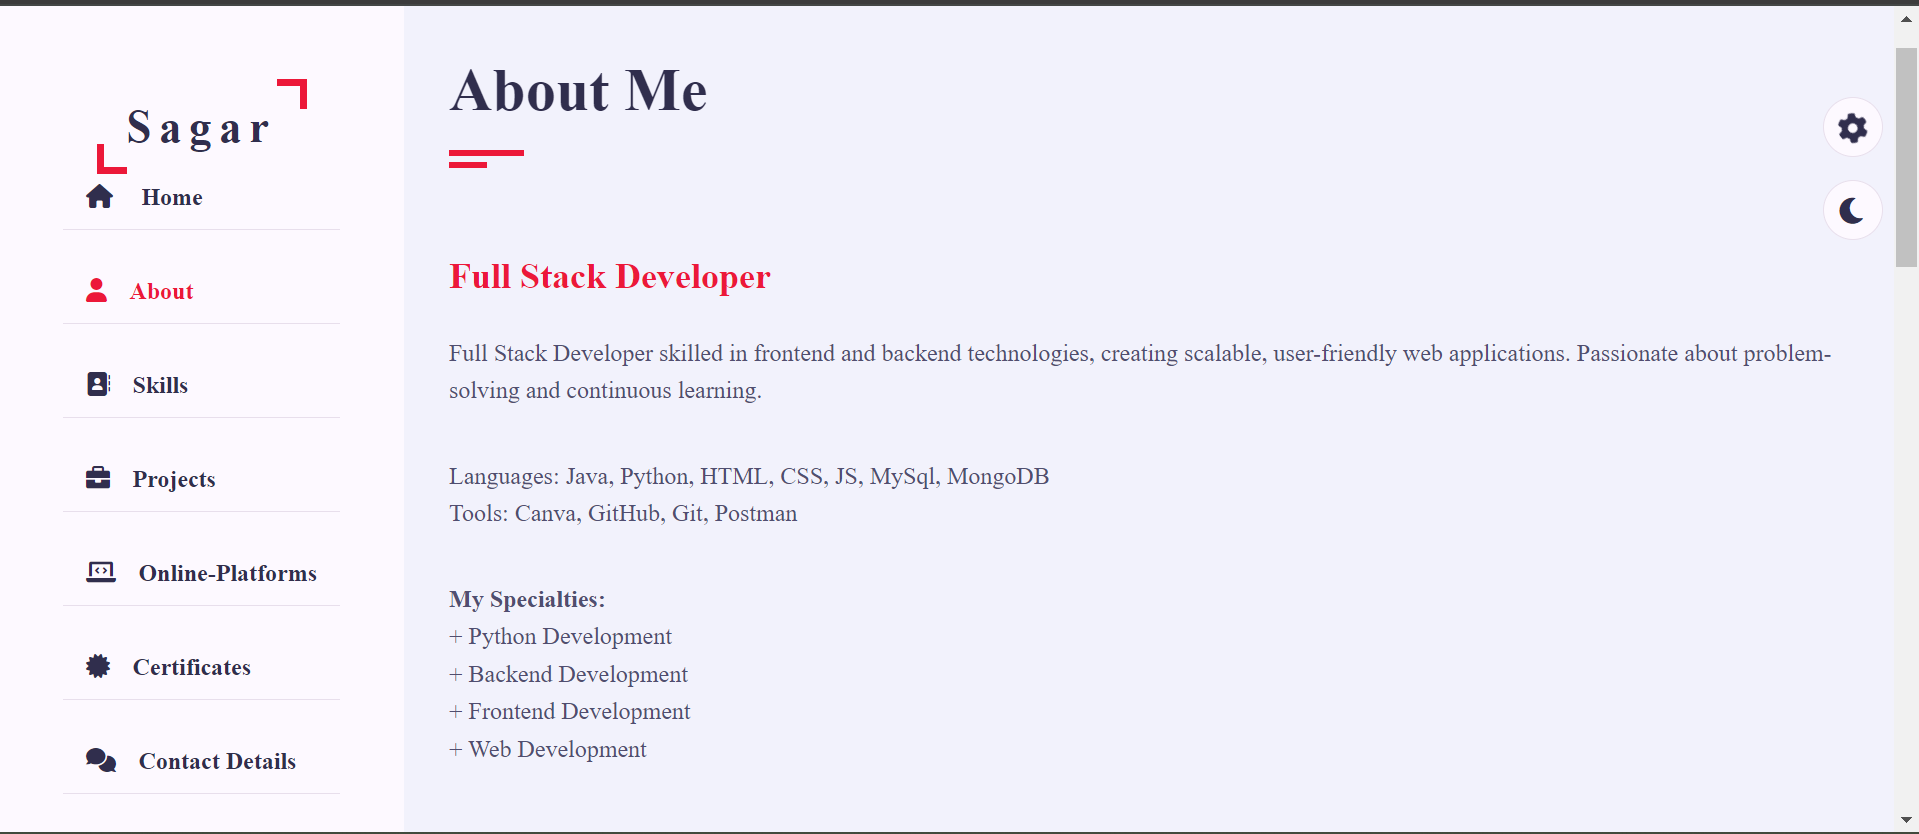 Sagar
Home
About
Skills
Projects
Online-Platforms
Certificates
Contact Details
About Me
Full Stack Developer
Full Stack Developer skilled in frontend and backend technologies, creating scalable, user-friendly web applications. Passionate about problem-
solving and continuous learning.
Languages: Java, Python, HTML, CSS, JS, MySql, MongoDB
Tools: Canva, GitHub, Git, Postman
My Specialties:
+ Python Development
+ Backend Development
+ Frontend Development
+ Web Development